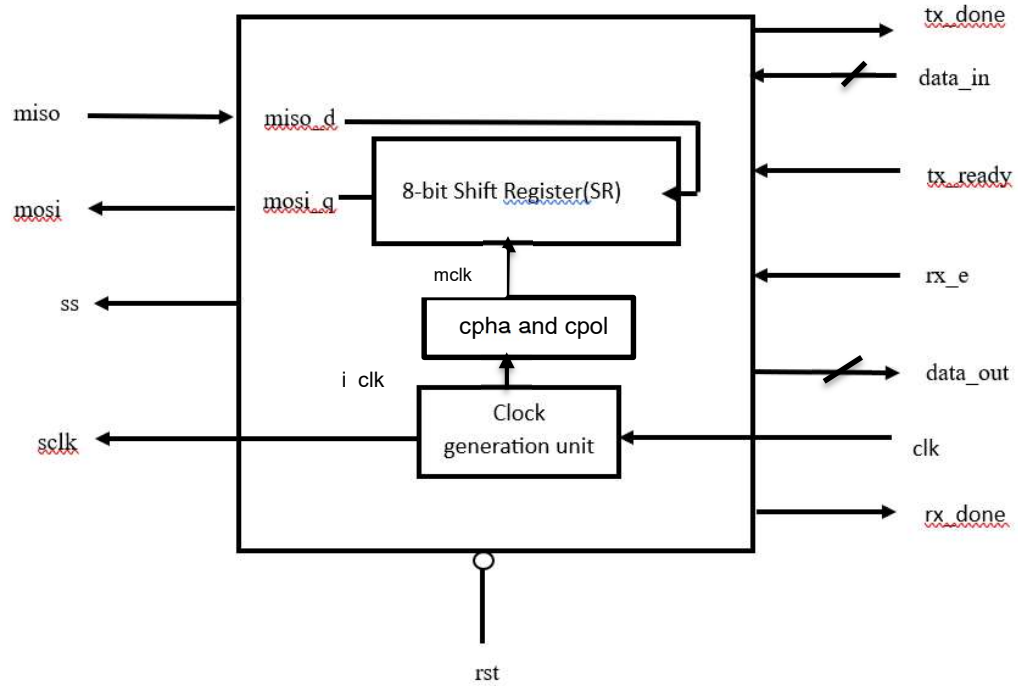 tx_done
data_in
miso
miso_d
8-bit Shift Register(SR)
tx_ready
mosi
mosi_q
mclk
rx_e
ss
cpha and cpol
i clk
data_out
Clock
generation unit
sclk
clk
rx_done
rst